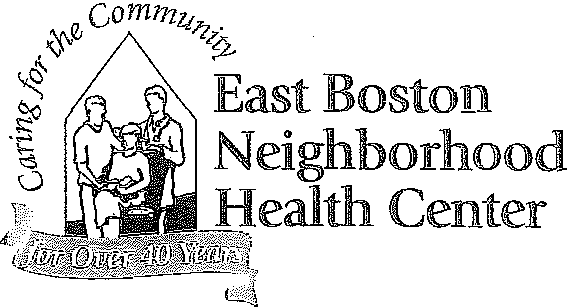 Caring for the Community
East Boston
Neighborhood
Health Center
for Over 40 Years